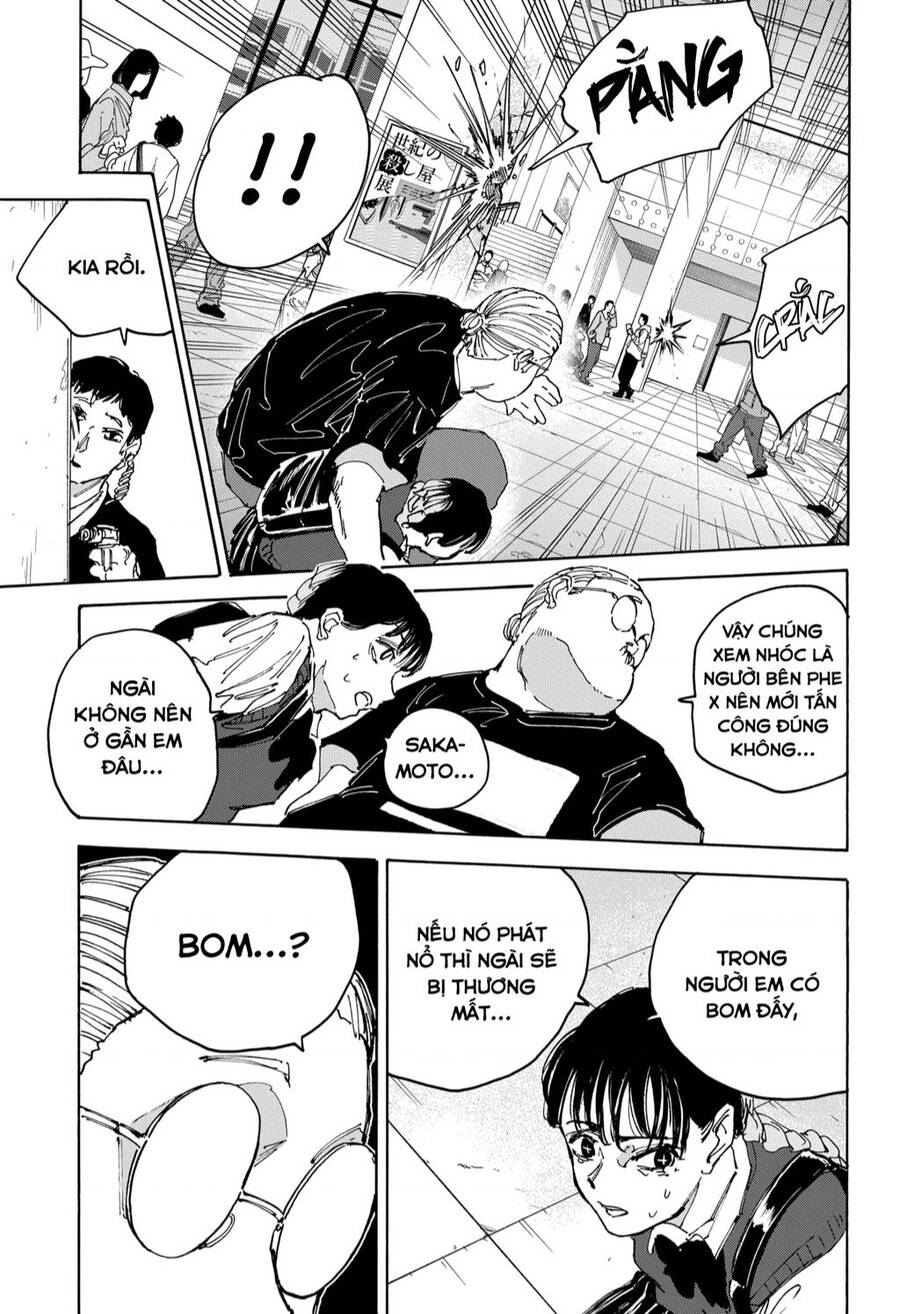 PẰNG
!!
世紀の
殺し屋
展
CRẮC
KIA RỒI.
VẬY CHÚNG
XEM NHÓC LÀ
NGƯỜI BÊN PHE
X NÊN MỚI TẤN
CÔNG ĐÚNG
KHÔNG...
SAKA-
MOTO...
NGÀI
KHÔNG NÊN
Ở GẦN EM
ĐÂU...
TRONG
NGƯỜI EM CÓ
BOM ĐẤY,
NẾU NÓ PHÁT
NỔ THÌ NGÀI SẼ
BỊ THƯƠNG
MẤT...
BOM...?